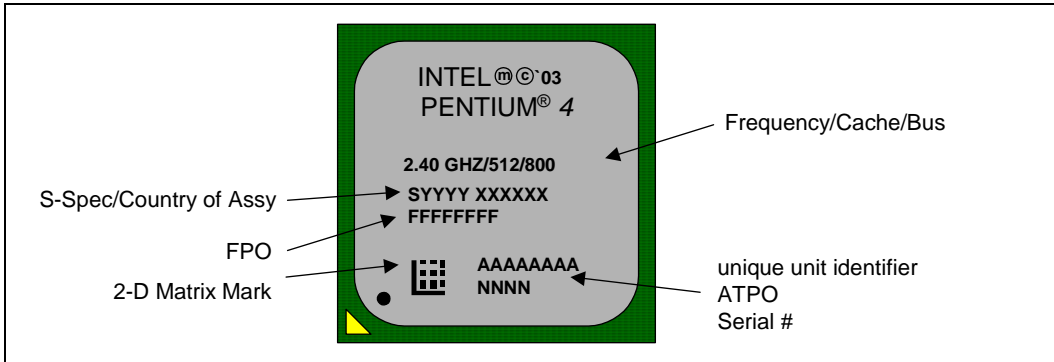 INTEL ⓜ ©`03
PENTIUM® 4
Frequency/Cache/Bus
2.40 GHZ/512/800
S-Spec/Country of Assy
SYYYY XXXXXX
FFFFFFFF
FPO
2-D Matrix Mark
AAAAAAAA
NNNN
unique unit identifier
ATPO
Serial #